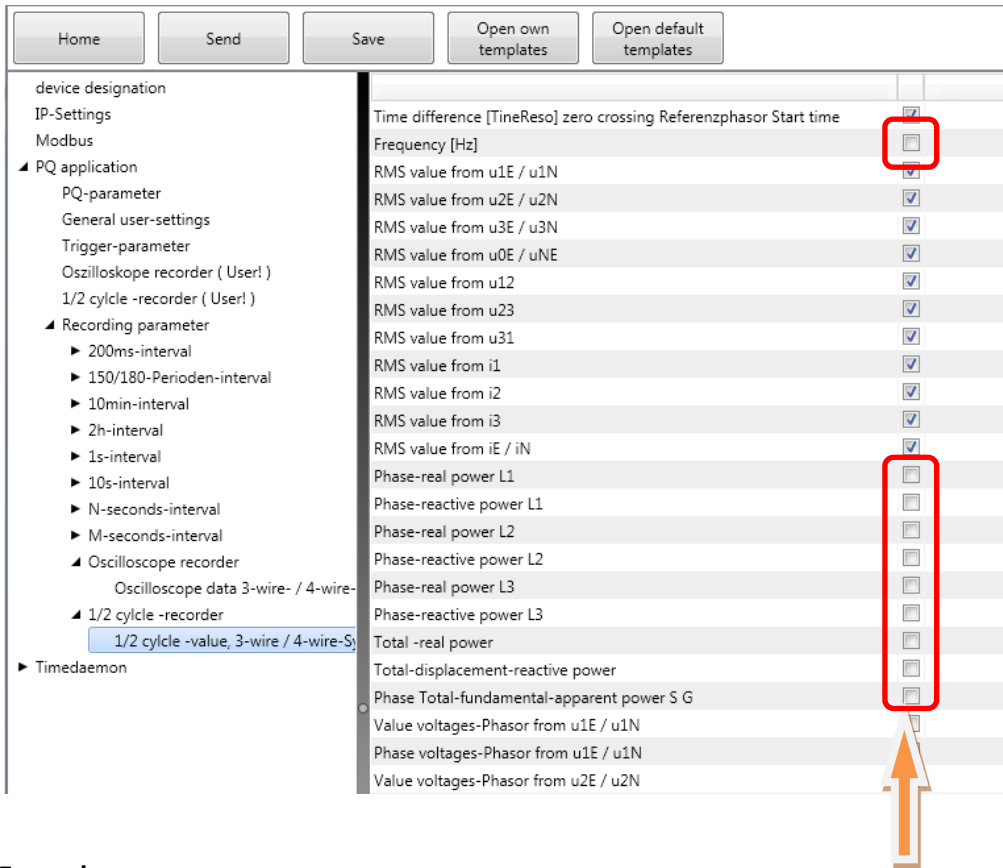 Home
Send
Save
Open own
templates
Open default
templates
device designation
IP-Settings
Modbus
PQ application
PQ-parameter
General user-settings
Trigger-parameter
Oszilloskope recorder ( User! )
1/2 cylcle -recorder ( User! )
Recording parameter
200ms-interval
150/180-Perioden-interval
10min-interval
2h-interval
1s-interval
10s-interval
N-seconds-interval
M-seconds-interval
Oscilloscope recorder
Oscilloscope data 3-wire- / 4-wire-
1/2 cylcle -recorder
1/2 cylcle -value, 3-wire / 4-wire-Sy
Timedaemon
Time difference [TineReso] zero crossing Referenzphasor Start time
Frequency [Hz]
RMS value from u1E / u1N
RMS value from u2E / u2N
RMS value from u3E / u3N
RMS value from u0E / uNE
RMS value from u12
RMS value from u23
RMS value from u31
RMS value from i1
RMS value from i2
RMS value from i3
RMS value from iE / iN
Phase-real power L1
Phase-reactive power L1
Phase-real power L2
Phase-reactive power L2
Phase-real power L3
Phase-reactive power L3
Total -real power
Total-displacement-reactive power
Phase Total-fundamental-apparent power S G
Value voltages-Phasor from u1E / u1N
Phase voltages-Phasor from u1E / u1N
Value voltages-Phasor from u2E / u2N